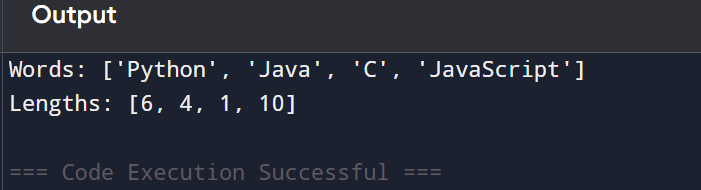 Output
Words: ['Python', 'Java', 'C', 'JavaScript']
Lengths: [6, 4, 1, 10]
=== Code Execution Successful ===